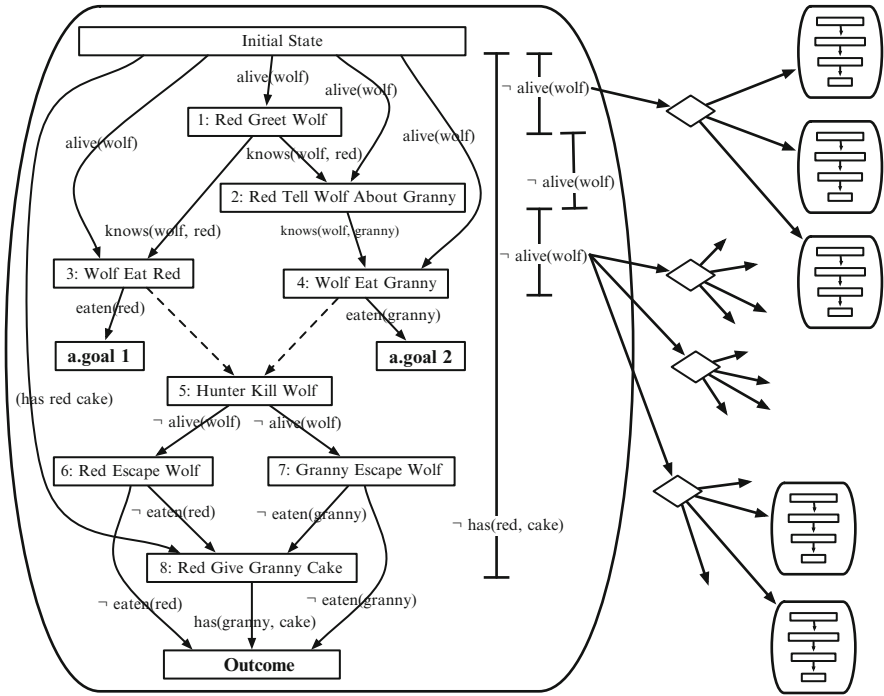 Initial State
alive(wolf)
alive(wolf)
¬ alive(wolf)
1: Red Greet Wolf
alive(wolf)
alive(wolf)
knows(wolf, red)
¬ alive(wolf)
2: Red Tell Wolf About Granny
knows(wolf, red)
knows(wolf, granny)
¬ alive(wolf)
3: Wolf Eat Red
4: Wolf Eat Granny
eaten(red)
eaten(granny)
a.goal 1
a.goal 2
5: Hunter Kill Wolf
(has red cake)
¬ alive(wolf)
¬ alive(wolf)
6: Red Escape Wolf
7: Granny Escape Wolf
¬ eaten(red)
¬ eaten(granny)
¬ has(red, cake)
8: Red Give Granny Cake
¬ eaten(red)
¬ eaten(granny)
has(granny, cake)
Outcome